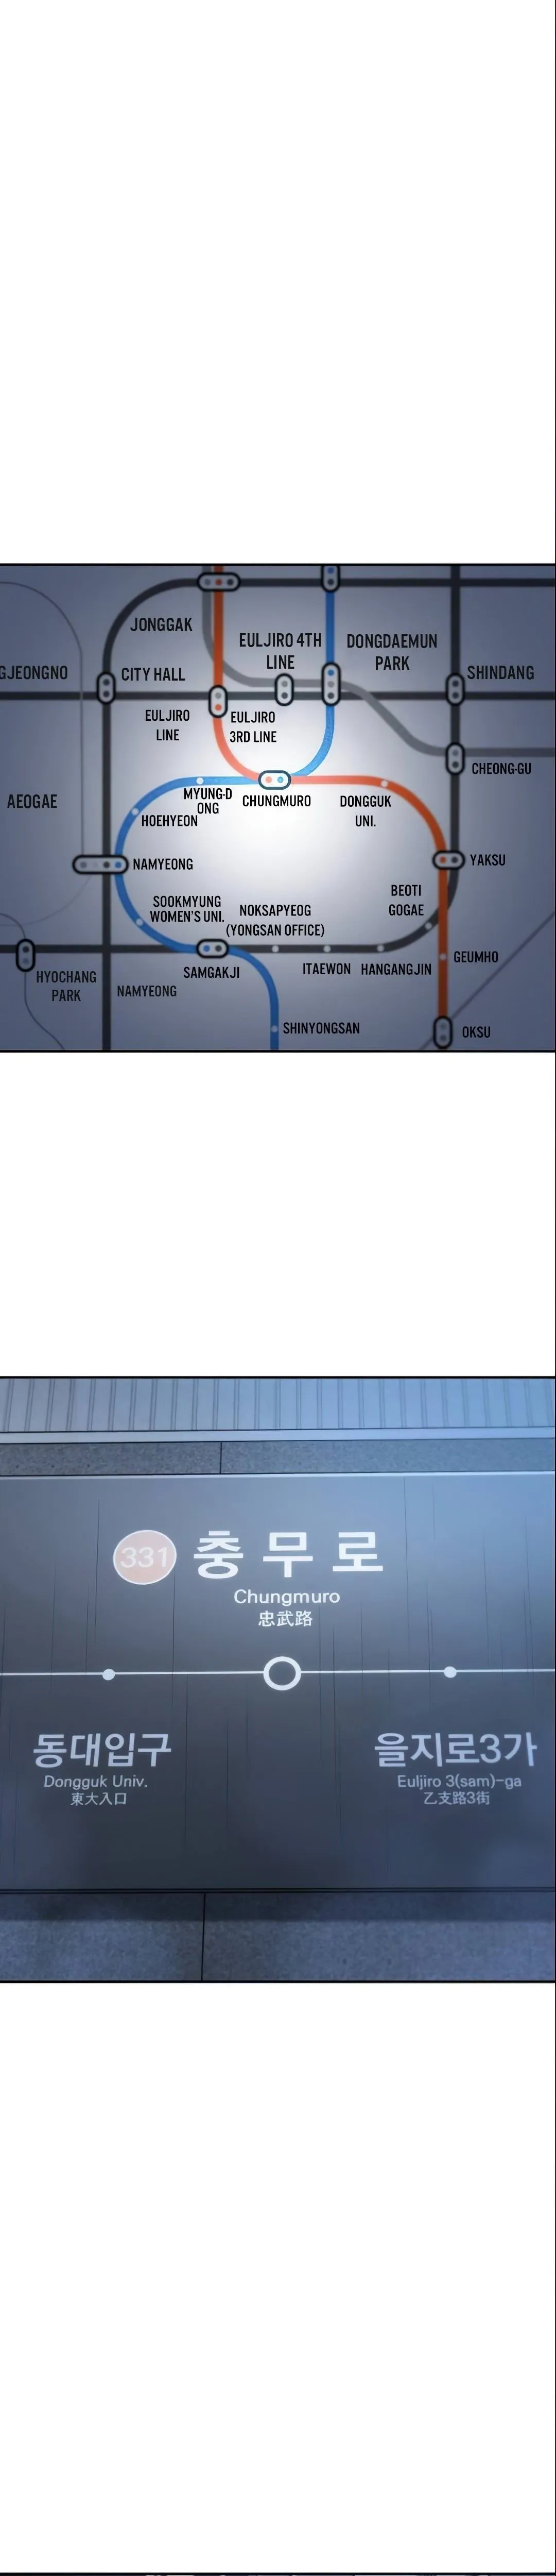 JONGGAK
EULJIRO 4TH
LINE
DONGDAEMUN
PARK
GJEONGNO
CITY HALL
SHINDANG
EULJIRO
LINE
EULJIRO
3RD LINE
CHEONG-GU
AEOGAE
MYUNG-D
ONG
CHUNGMURO
DONGGUK
UNI.
HOEHYEON
NAMYEONG
YAKSU
BEOTI
GOGAE
SOOKMYUNG
WOMEN'S UNI.
NOKSAPYEOG
(YONGSAN OFFICE)
GEUMHO
SAMGAKJI
ITAEWON
HANGANGJIN
HYOCHANG
PARK
NAMYEONG
SHINYONGSAN
OKSU
331 충무로
Chungmuro
忠武路
동대입구
Dongguk Univ.
東大入口
을지로3가
Euljiro 3(sam)-ga
乙支路3街